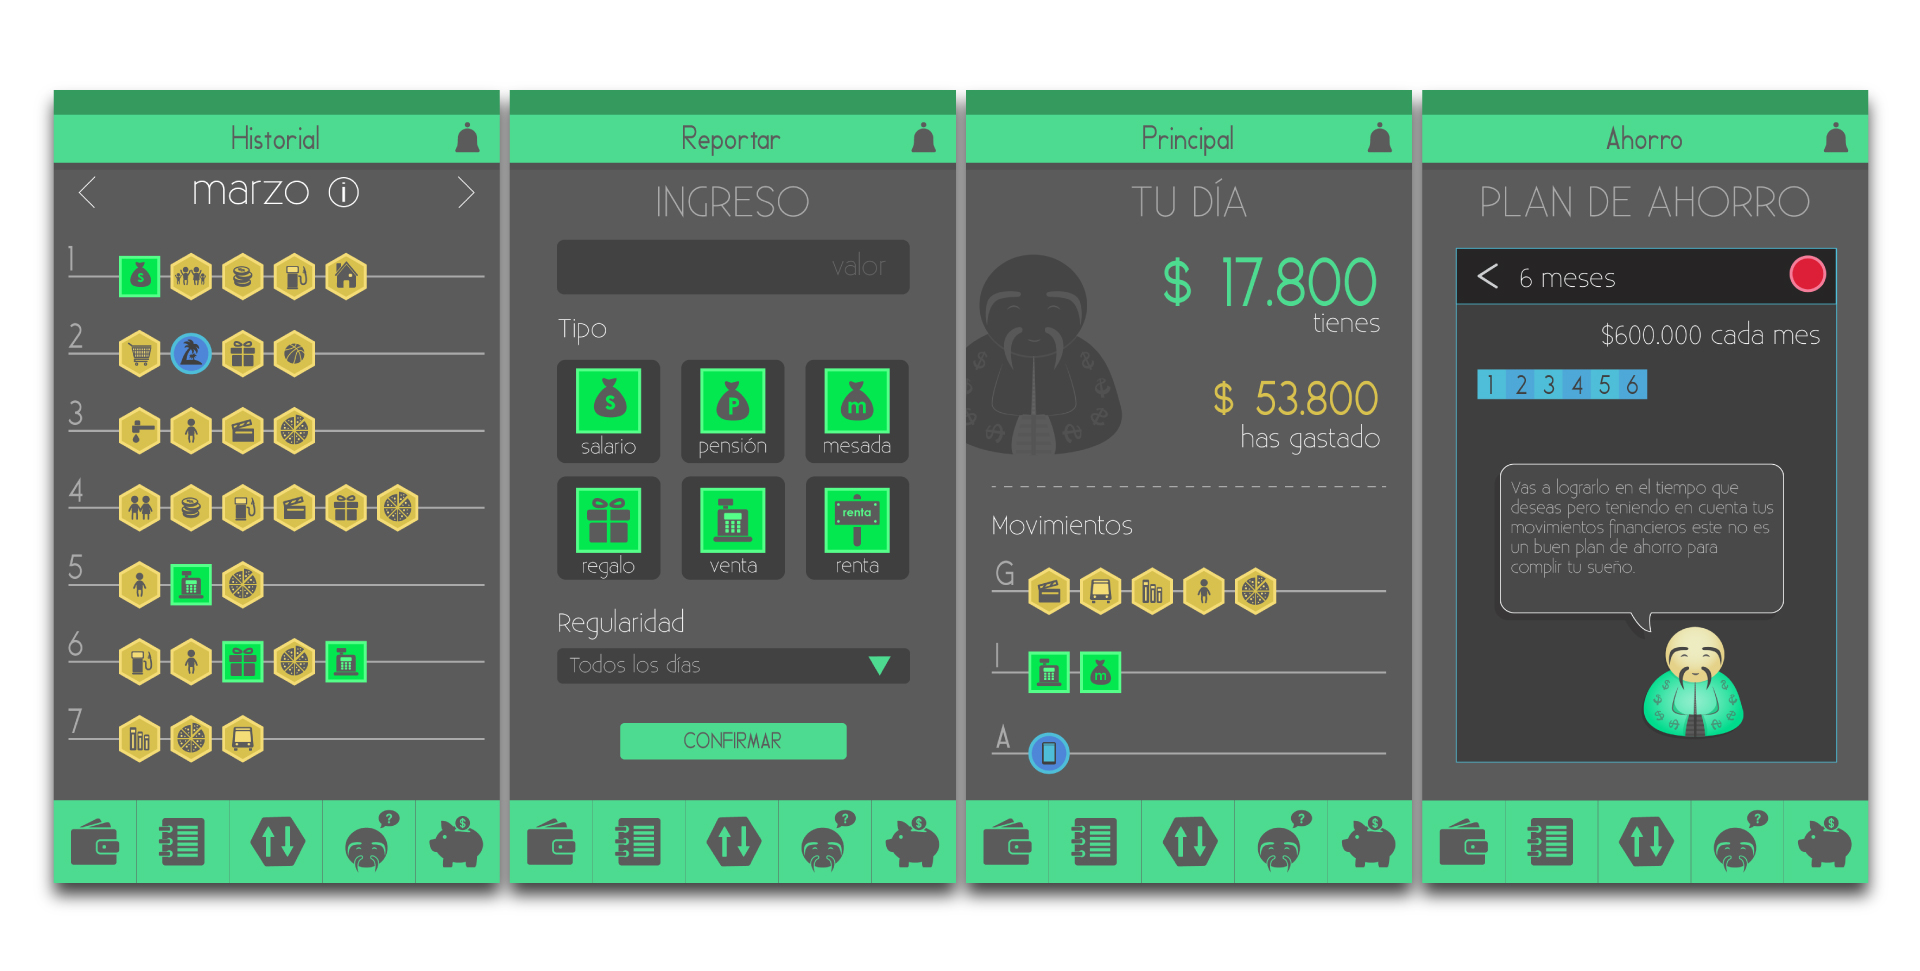 Historial
marzo i
1
$
2
3
4
5
6
7
?
$
Reportar
INGRESO
valor
Tipo
$
P
m
salario
pensión
mesada
renta
regalo
venta
renta
Regularidad
Todos los días
CONFIRMAR
?
$
Principal
TU DÍA
$ 17.800
tienes
$ 53.800
has gastado
Movimientos
G
I
m
A
?
$
Ahorro
PLAN DE AHORRO
< 6 meses
$600.000 cada mes
1 2 3 4 5 6
Vas a lograrlo en el tiempo que
deseas pero teniendo en cuenta tus
movimientos financieros este no es
un buen plan de ahorro para
complir tu sueño.
?
$